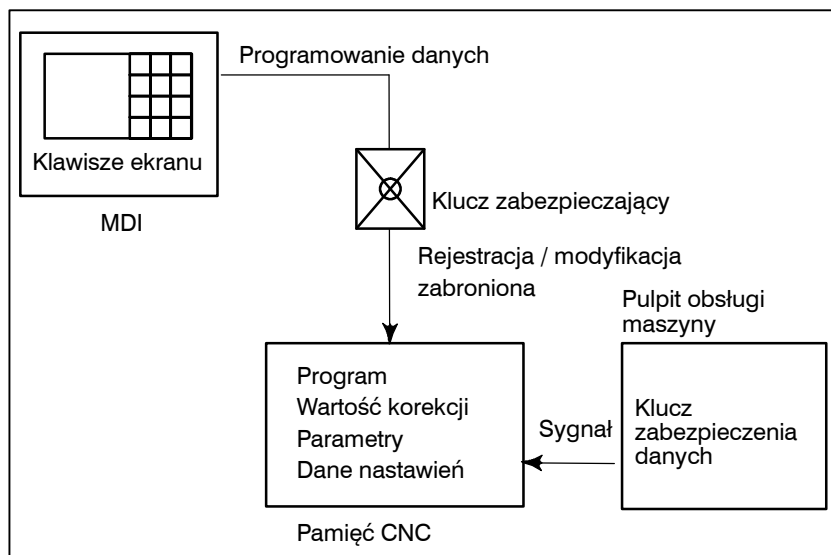 Programowanie danych
Klawisze ekranu
MDI
Klucz zabezpieczający
Rejestracja / modyfikacja
zabroniona
Pulpit obsługi
maszyny
Program
Wartość korekcji
Parametry
Dane nastawień
Sygnał
Klucz
zabezpieczenia
danych
Pamięć CNC